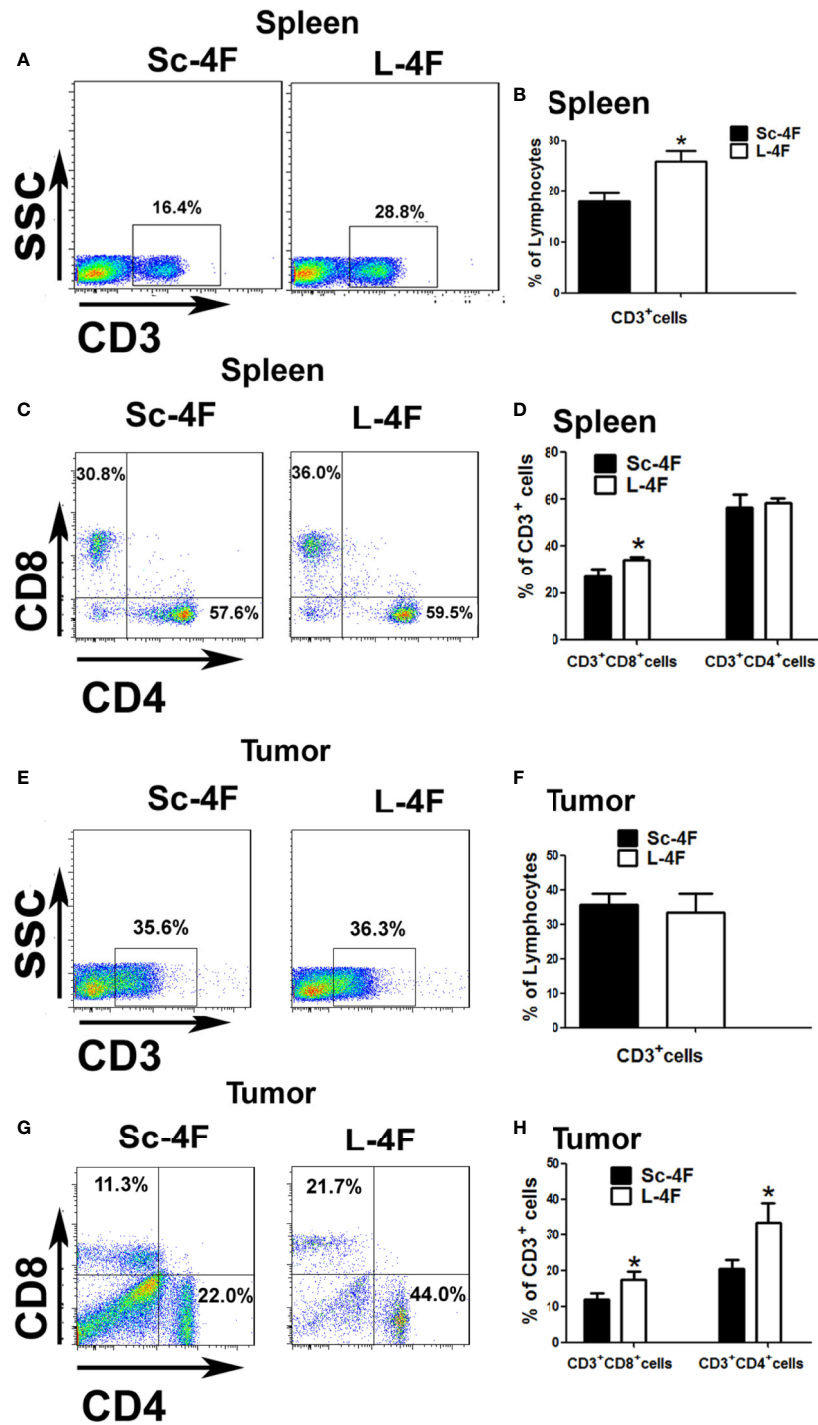 Spleen
A
Sc-4F
L-4F
SSC
16.4%
28.8%
CD3
B
Spleen
Sc-4F
L-4F
*
% of Lymphocytes
30
20
10
0
CD3⁺cells
Spleen
C
Sc-4F
L-4F
CD8
30.8%
36.0%
57.6%
59.5%
CD4
D
Spleen
Sc-4F
L-4F
*
% of CD3⁺ cells
80
60
40
20
0
CD3⁺CD8⁺cells
CD3⁺CD4⁺cells
Tumor
E
Sc-4F
L-4F
SSC
35.6%
36.3%
CD3
F
Tumor
Sc-4F
L-4F
% of Lymphocytes
50
40
30
20
10
0
CD3⁺cells
Tumor
G
Sc-4F
L-4F
CD8
11.3%
21.7%
22.0%
44.0%
CD4
H
Tumor
Sc-4F
L-4F
*
*
% of CD3⁺ cells
50
40
30
20
10
0
CD3⁺CD8⁺cells
CD3⁺CD4⁺cells